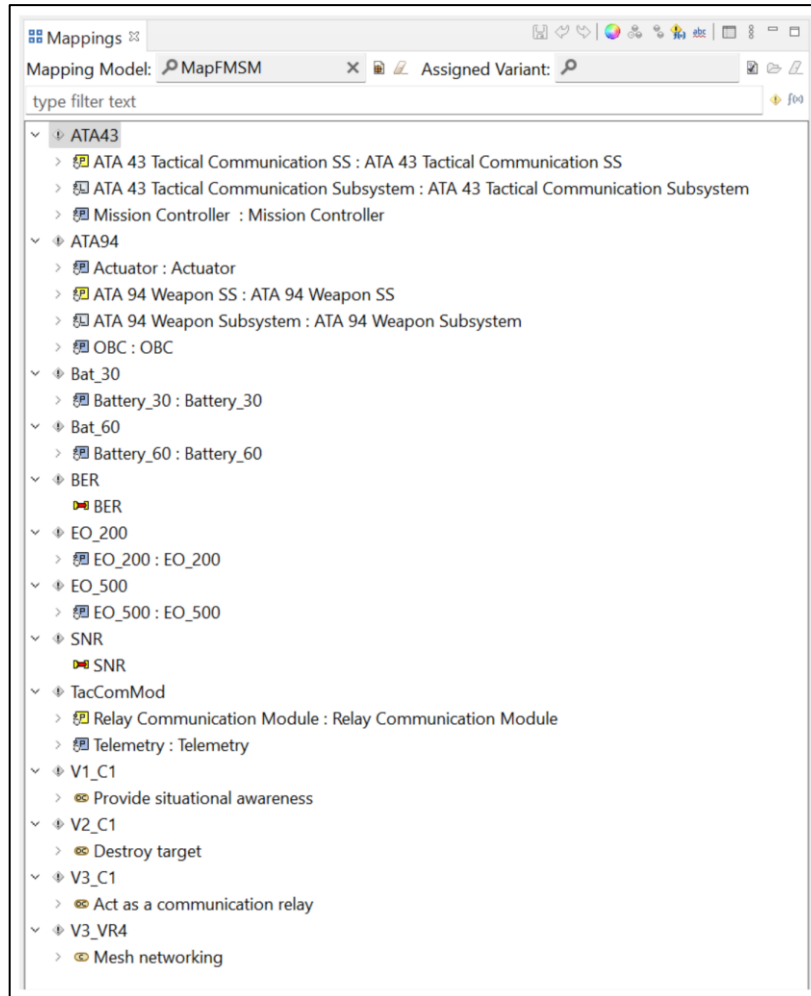 Mappings
Mapping Model: MapFMSM Assigned Variant:
type filter text
ATA43
ATA 43 Tactical Communication SS : ATA 43 Tactical Communication SS
ATA 43 Tactical Communication Subsystem : ATA 43 Tactical Communication Subsystem
Mission Controller : Mission Controller
ATA94
Actuator : Actuator
ATA 94 Weapon SS : ATA 94 Weapon SS
ATA 94 Weapon Subsystem : ATA 94 Weapon Subsystem
OBC : OBC
Bat_30
Battery_30 : Battery_30
Bat_60
Battery_60 : Battery_60
BER
BER
EO_200
EO_200 : EO_200
EO_500
EO_500 : EO_500
SNR
SNR
TacComMod
Relay Communication Module : Relay Communication Module
Telemetry : Telemetry
V1_C1
Provide situational awareness
V2_C1
Destroy target
V3_C1
Act as a communication relay
V3_VR4
Mesh networking